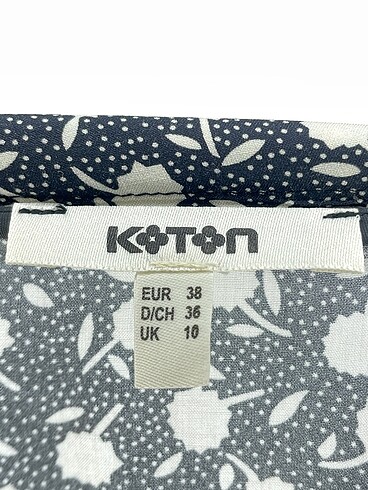 KOTON
EUR 38
D/CH 36
UK 10